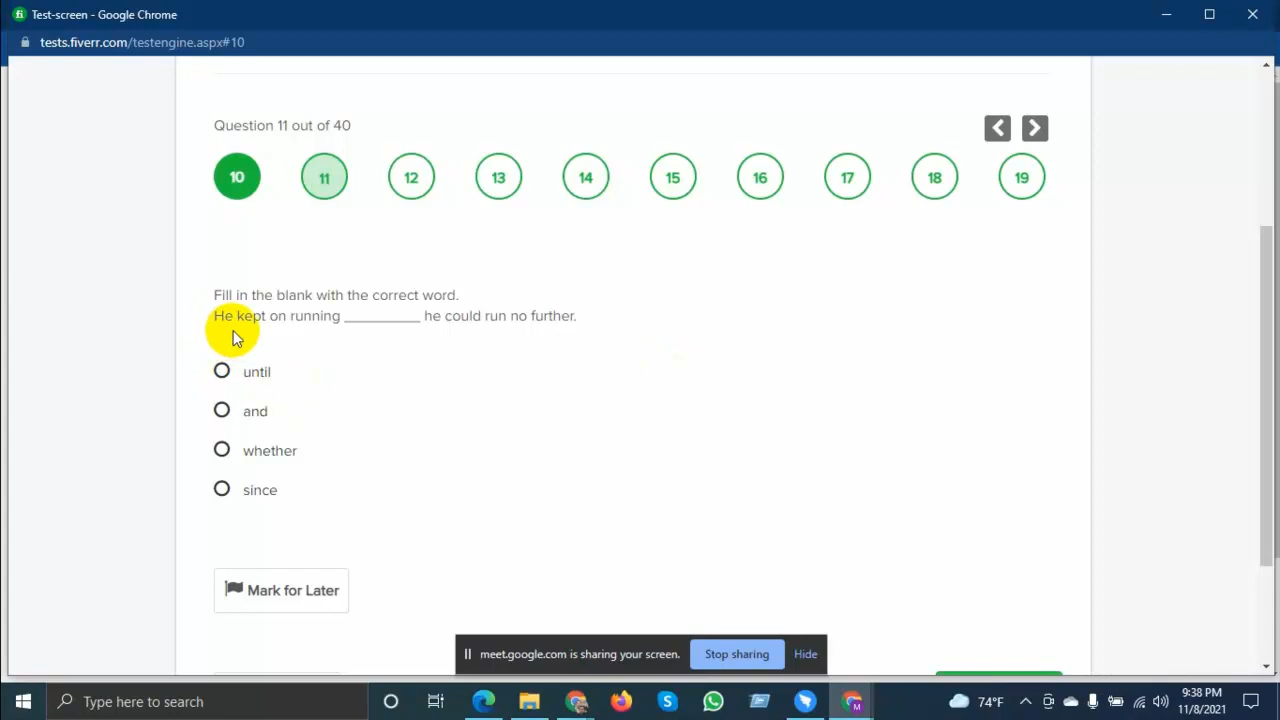 Test-screen - Google Chrome
tests.fiverr.com/testengine.aspx#10
Question 11 out of 40
10 11 12 13 14 15 16 17 18 19
Fill in the blank with the correct word.
He kept on running __________ he could run no further.
until
and
whether
since
Mark for Later
meet.google.com is sharing your screen. Stop sharing Hide
Type here to search
74°F
9:38 PM
11/8/2021